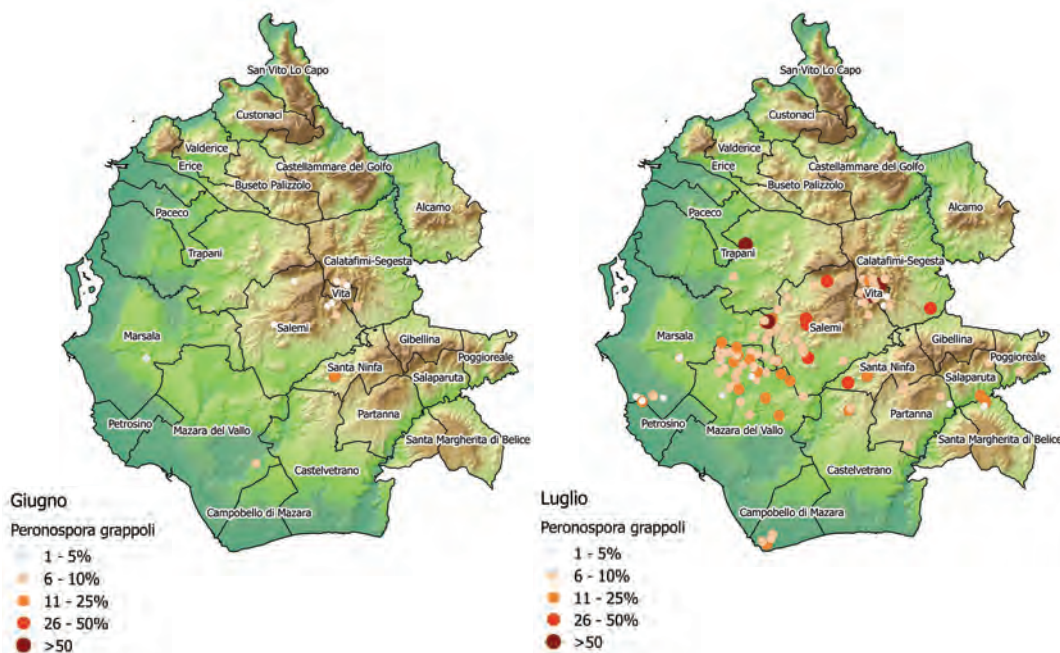 San Vito Lo Capo
Custonaci
Valderice
Erice
Castellammare del Golfo
Buseto Palizzolo
Paceco
Alcamo
Trapani
Calatafimi-Segesta
Vita
Marsala
Salemi
Gibellina
Poggioreale
Santa Ninfa
Salaparuta
Partanna
Petrosino
Mazara del Vallo
Santa Margherita di Belice
Castelvetrano
Campobello di Mazara
Giugno
Peronospora grappoli
1 - 5%
6 - 10%
11 - 25%
26 - 50%
>50
San Vito Lo Capo
Custonaci
Valderice
Erice
Castellammare del Golfo
Buseto Palizzolo
Paceco
Alcamo
Trapani
Calatafimi-Segesta
Vita
Marsala
Salemi
Gibellina
Poggioreale
Santa Ninfa
Salaparuta
Partanna
Petrosino
Mazara del Vallo
Santa Margherita di Belice
Castelvetrano
Campobello di Mazara
Luglio
Peronospora grappoli
1 - 5%
6 - 10%
11 - 25%
26 - 50%
>50